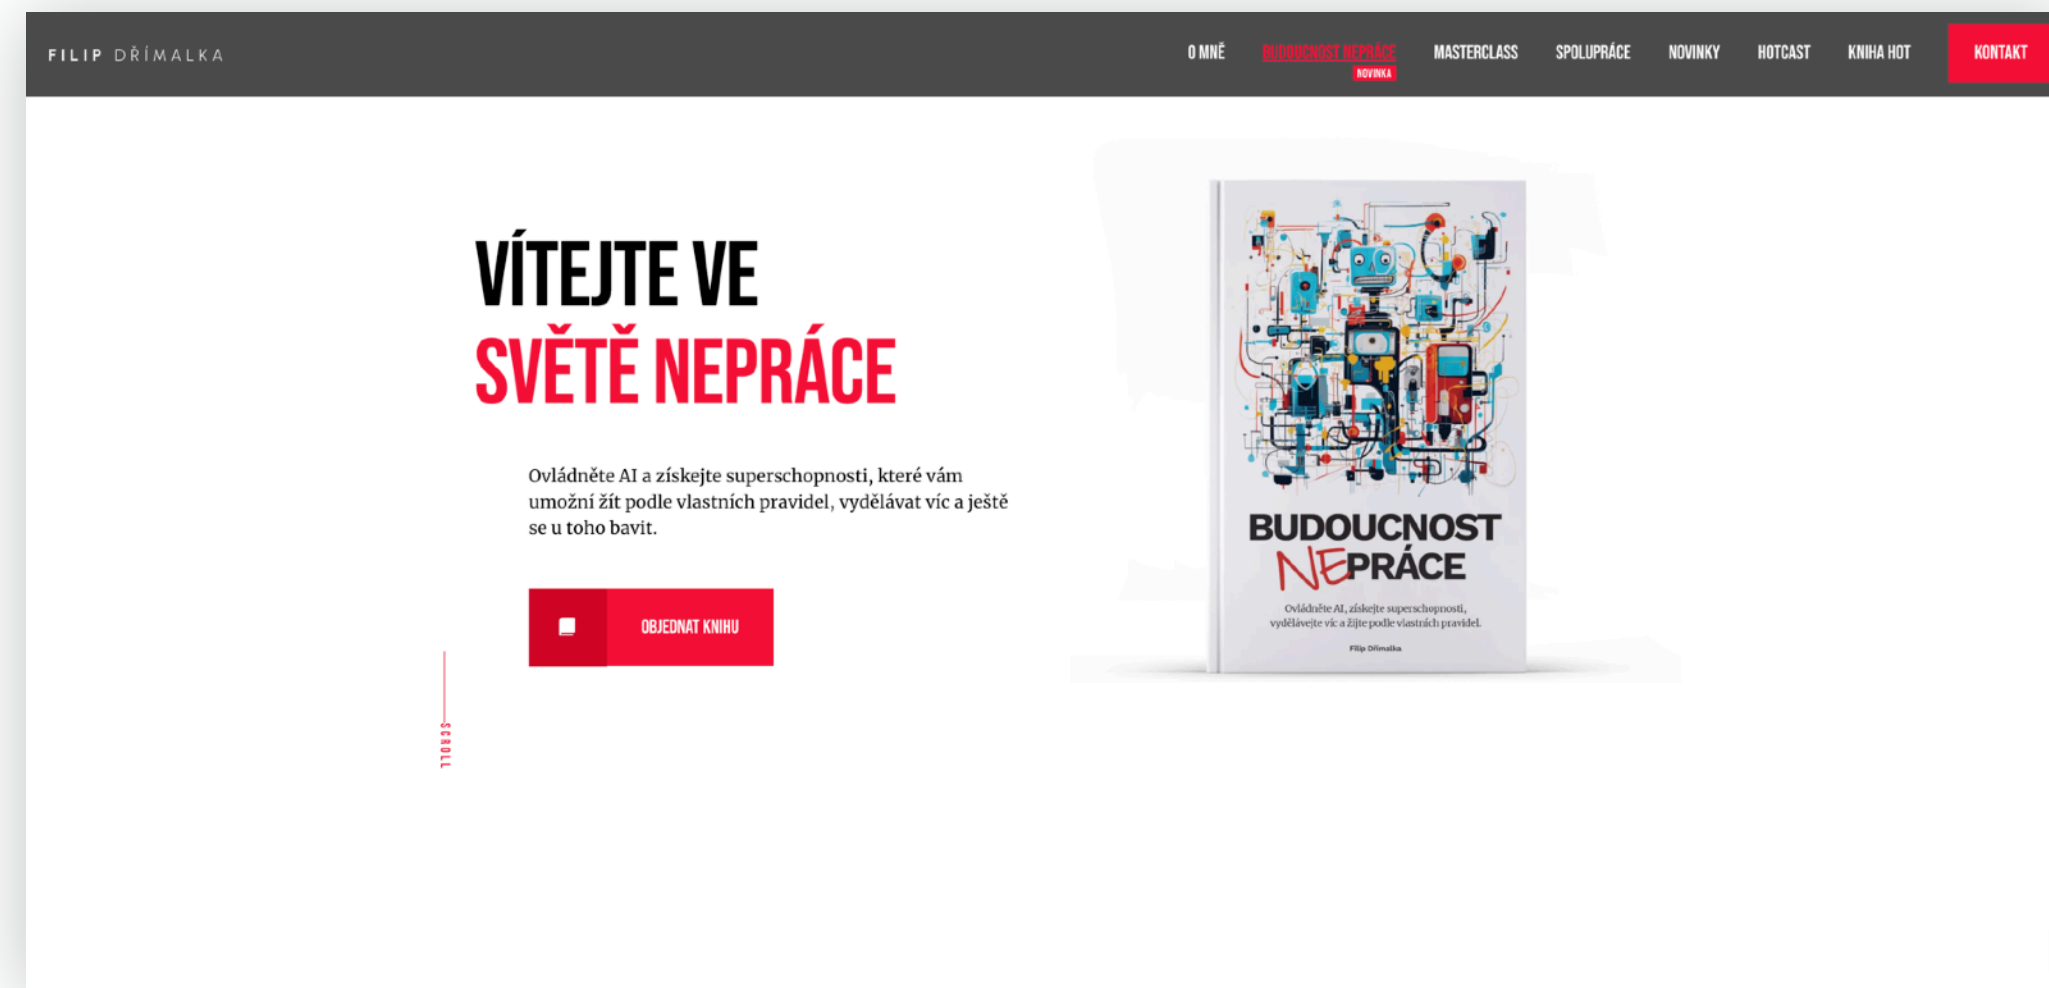 FILIP DŘÍMALKA
O MNĚ
BUDOUCNOST NEPRÁCE
NOVINKA
MASTERCLASS
SPOLUPRÁCE
NOVINKY
HOTCAST
KNIHA HOT
KONTAKT
VÍTEJTE VE
SVĚTĚ NEPRÁCE
Ovládněte AI a získejte superschopnosti, které vám
umožní žít podle vlastních pravidel, vydělávat víc a ještě
se u toho bavit.
OBJEDNAT KNIHU
SCROLL
BUDOUCNOST
NEPRÁCE
Ovládněte AI, získejte superschopnosti,
vydělávejte víc a žijte podle vlastních pravidel.
Filip Dřímalka